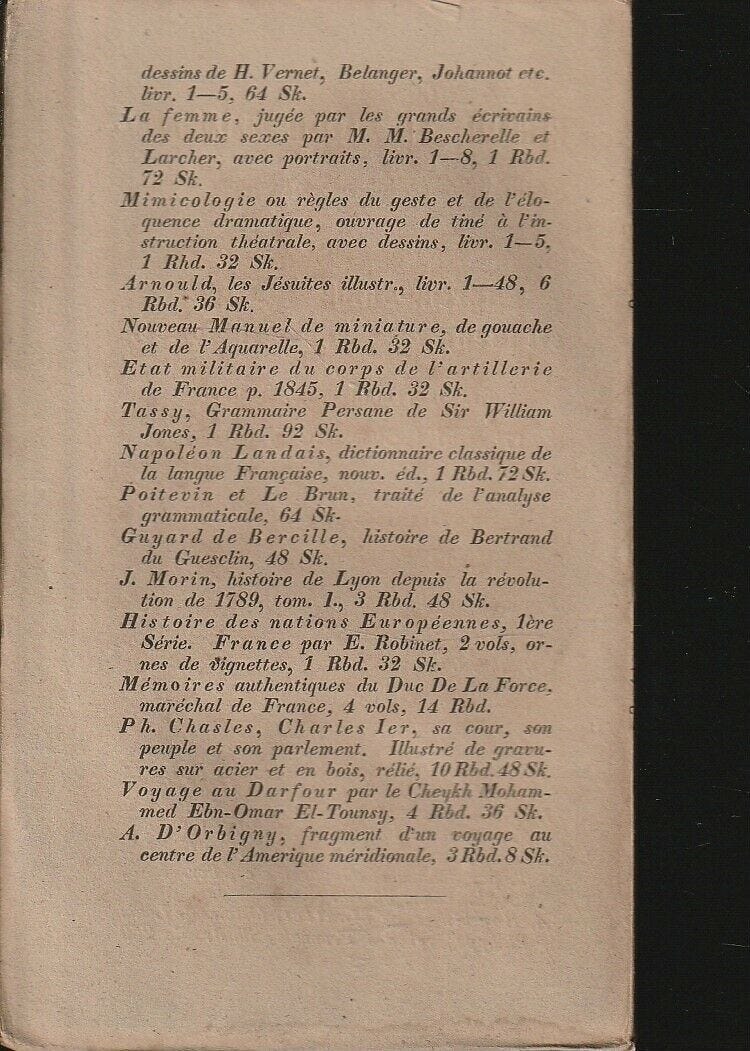 dessins de H. Vernet, Belanger, Johannot etc.
livr. 1—5, 64 Sk.
La femme, jugée par les grands écrivains
des deux sexes par M. M. Bescherelle et
Larcher, avec portraits, livr. 1—8, 1 Rbd.
72 Sk.
Mimicologie ou règles du geste et de l'élo-
quence dramatique, ouvrage de tiné à l'in-
struction théatrale, avec dessins, livr. 1—5,
1 Rhd. 32 Sk.
Arnould, les Jésuites illustr., livr. 1—48, 6
Rbd. 36 Sk.
Nouveau Manuel de miniature, de gouache
et de l'Aquarelle, 1 Rbd. 32 Sk.
Etat militaire du corps de l'artillerie
de France p. 1845, 1 Rbd. 32 Sk.
Tassy, Grammaire Persane de Sir William
Jones, 1 Rbd. 92 Sk.
Napoléon Landais, dictionnaire classique de
la langue Française, nouv. éd., 1 Rbd. 72 Sk.
Poitevin et Le Brun, traité de l'analyse
grammaticale, 64 Sk.
Guyard de Bercille, histoire de Bertrand
du Guesclin, 48 Sk.
J. Morin, histoire de Lyon depuis la révolu-
tion de 1789, tom. 1., 3 Rbd. 48 Sk.
Histoire des nations Européennes, 1ère
Série. France par E. Robinet, 2 vols, or-
nes de vignettes, 1 Rbd. 32 Sk.
Mémoires authentiques du Duc De La Force,
maréchal de France, 4 vols, 14 Rbd.
Ph. Chasles, Charles Ier, sa cour, son
peuple et son parlement. Illustré de gravu-
res sur acier et en bois, rélié, 10 Rbd. 48 Sk.
Voyage au Darfour par le Cheykh Moham-
med Ebn-Omar El-Tounsy, 4 Rbd. 36 Sk.
A. D'Orbigny, fragment d'un voyage au
centre de l'Amerique méridionale, 3 Rbd. 8 Sk.